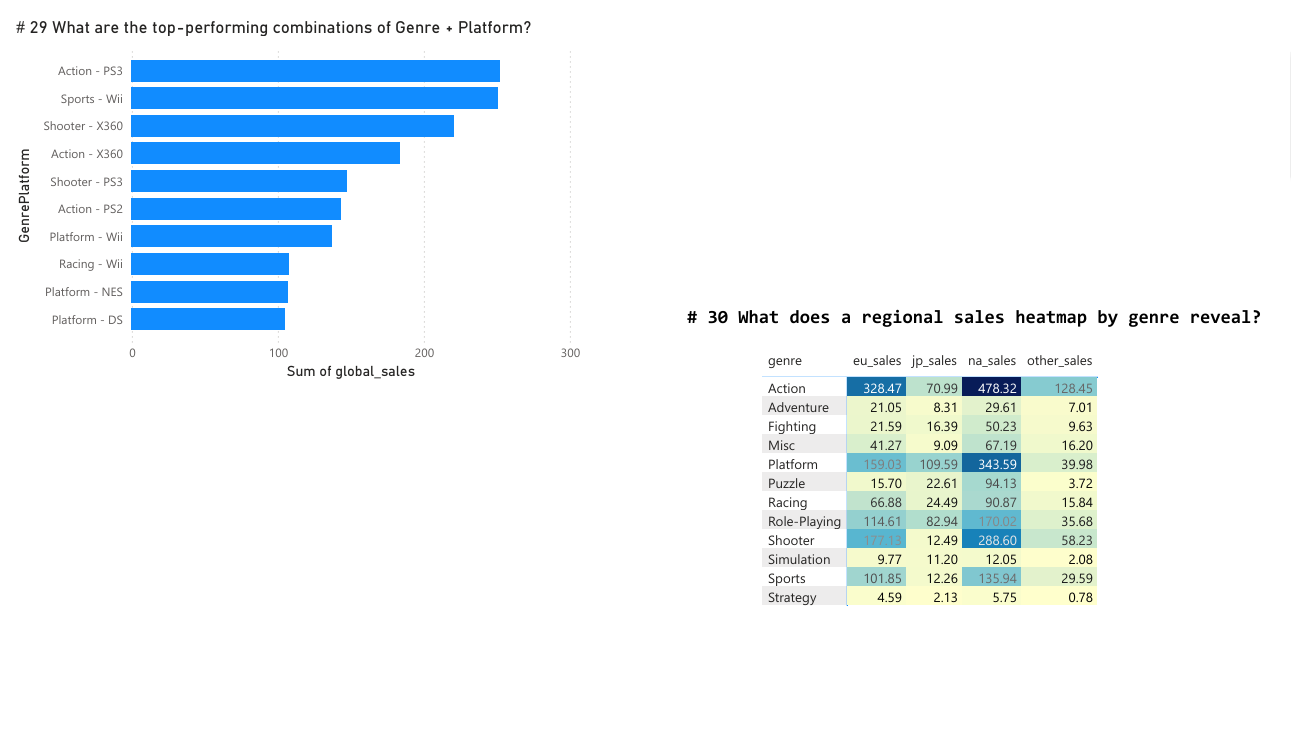 # 29 What are the top-performing combinations of Genre + Platform?
GenrePlatform
Action - PS3
Sports - Wii
Shooter - X360
Action - X360
Shooter - PS3
Action - PS2
Platform - Wii
Racing - Wii
Platform - NES
Platform - DS
0 100 200 300
Sum of global_sales
# 30 What does a regional sales heatmap by genre reveal?
genre eu_sales jp_sales na_sales other_sales
Action 328.47 70.99 478.32 128.45
Adventure 21.05 8.31 29.61 7.01
Fighting 21.59 16.39 50.23 9.63
Misc 41.27 9.09 67.19 16.20
Platform 159.03 109.59 343.59 39.98
Puzzle 15.70 22.61 94.13 3.72
Racing 66.88 24.49 90.87 15.84
Role-Playing 114.61 82.94 170.02 35.68
Shooter 177.13 12.49 288.60 58.23
Simulation 9.77 11.20 12.05 2.08
Sports 101.85 12.26 135.94 29.59
Strategy 4.59 2.13 5.75 0.78